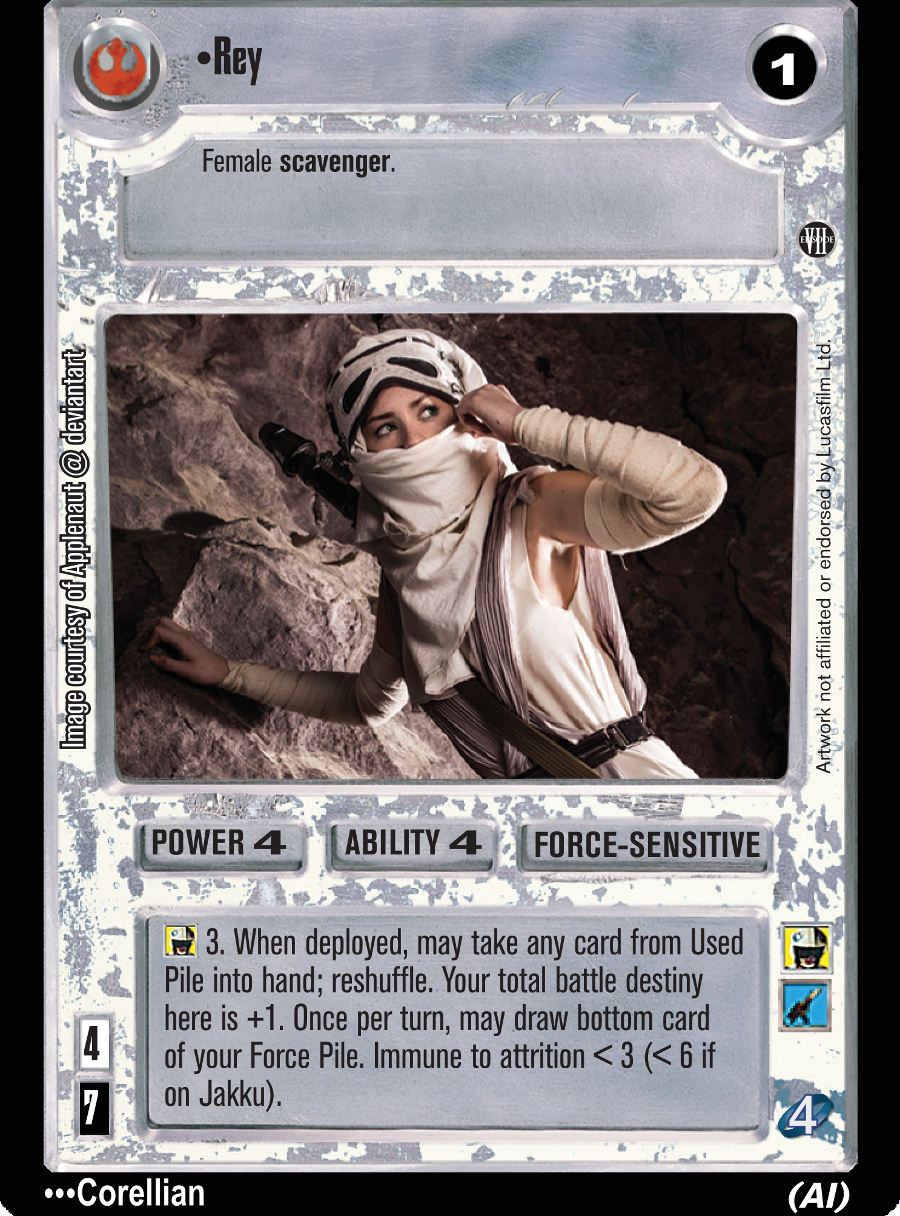 •Rey
1
Female scavenger.
EPISODE VII
Image courtesy of Applenaut @ deviantart
Artwork not affiliated or endorsed by Lucasfilm Ltd.
POWER 4
ABILITY 4
FORCE-SENSITIVE
3. When deployed, may take any card from Used
Pile into hand; reshuffle. Your total battle destiny
here is +1. Once per turn, may draw bottom card
of your Force Pile. Immune to attrition < 3 (< 6 if
on Jakku).
4
7
4
•••Corellian
(AI)